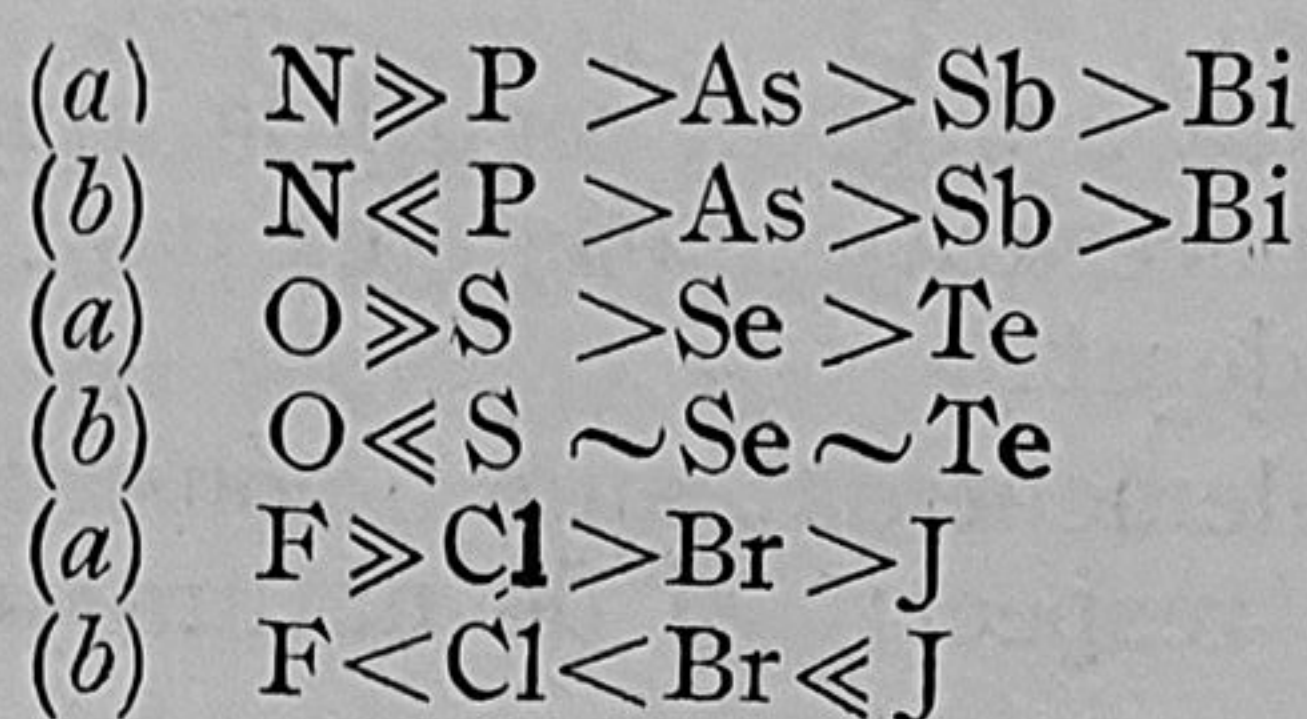 (a) N⪢P >As>Sb>Bi
(b) N⪡P >As>Sb>Bi
(a) O⪢S >Se >Te
(b) O⪡S ~Se~Te
(a) F⪢Cl>Br>J
(b) F<Cl<Br⪡J